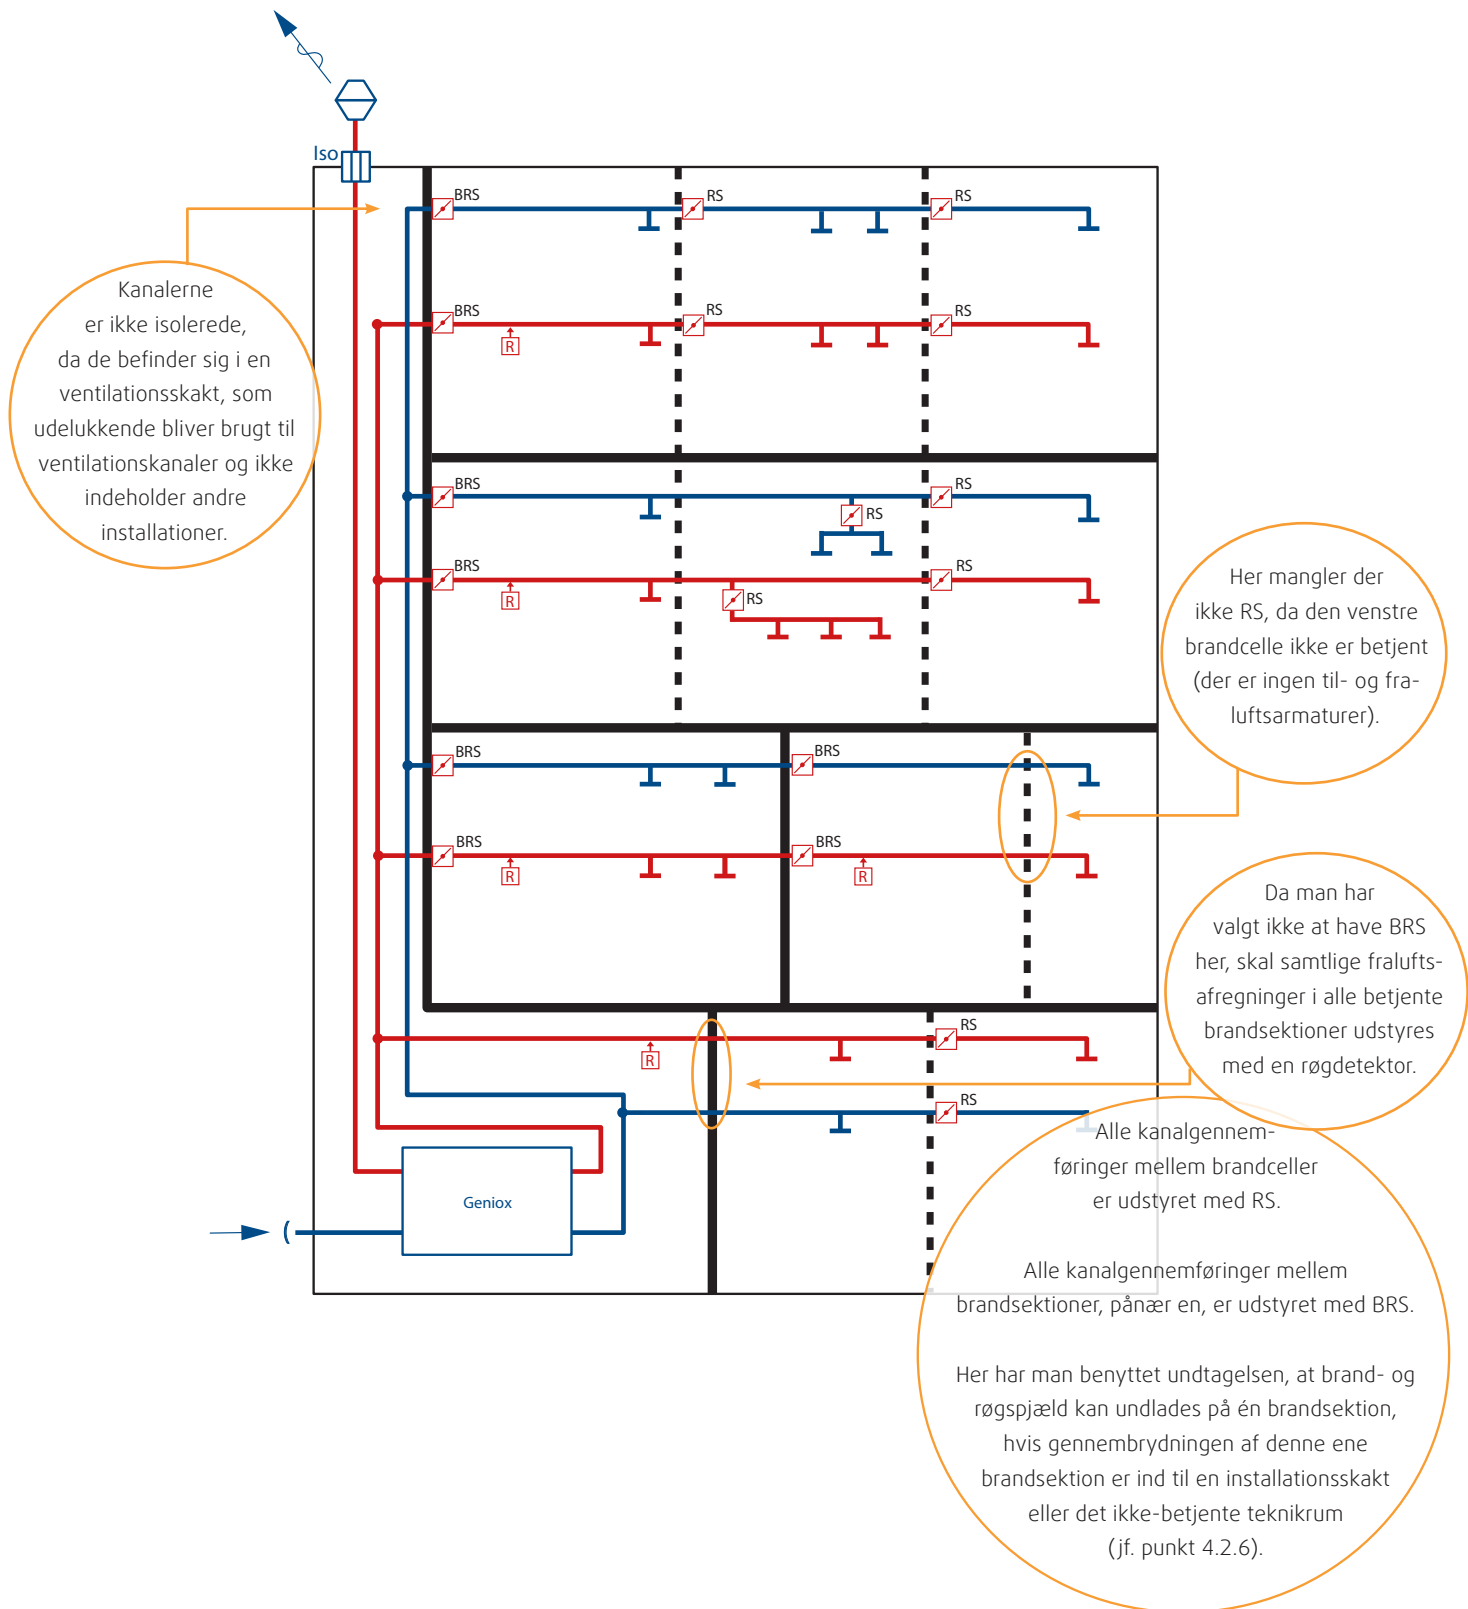 Iso
BRS
RS
RS
Kanalerne
er ikke isolerede,
da de befinder sig i en
ventilationsskakt, som
udelukkende bliver brugt til
ventilationskanaler og ikke
indeholder andre
installationer.
BRS
RS
RS
R
BRS
RS
RS
BRS
RS
R
RS
Her mangler der
ikke RS, da den venstre
brandcelle ikke er betjent
(der er ingen til- og fra-
luftsarmaturer).
BRS
BRS
BRS
BRS
R
R
Da man har
valgt ikke at have BRS
her, skal samtlige fralufts-
afregninger i alle betjente
brandsektioner udstyres
med en røgdetektor.
RS
R
RS
Geniox
Alle kanalgennem-
føringer mellem brandceller
er udstyret med RS.
Alle kanalgennemføringer mellem
brandsektioner, pånær en, er udstyret med BRS.
Her har man benyttet undtagelsen, at brand- og
røgspjæld kan undlades på én brandsektion,
hvis gennembrydningen af denne ene
brandsektion er ind til en installationsskakt
eller det ikke-betjente teknikrum
(jf. punkt 4.2.6).